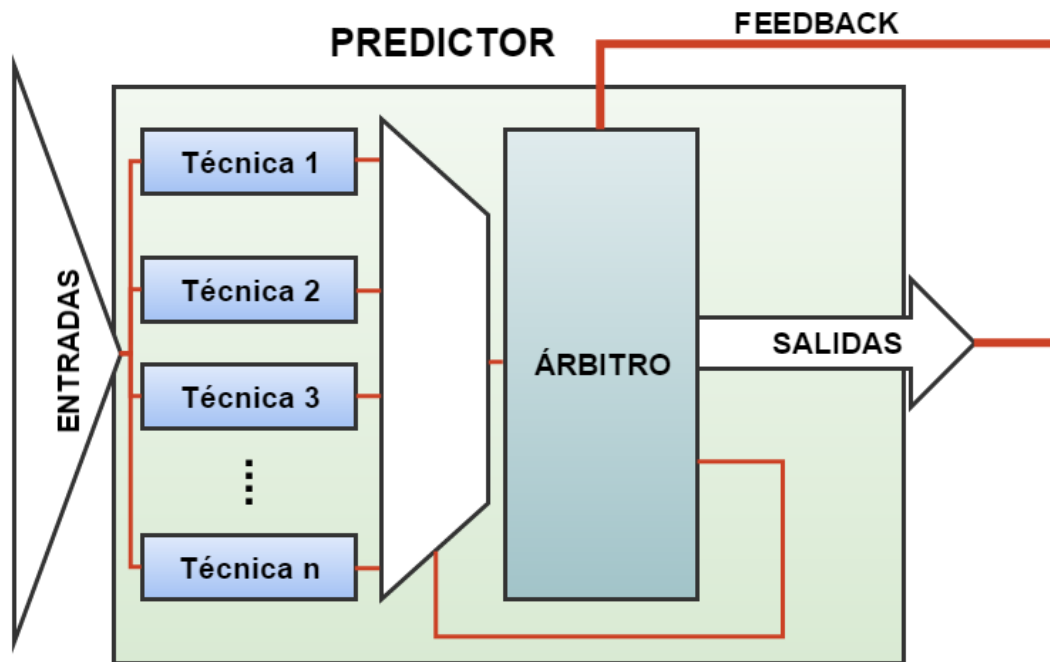 FEEDBACK
PREDICTOR
ENTRADAS
Técnica 1
Técnica 2
Técnica 3
Técnica n
ÁRBITRO
SALIDAS